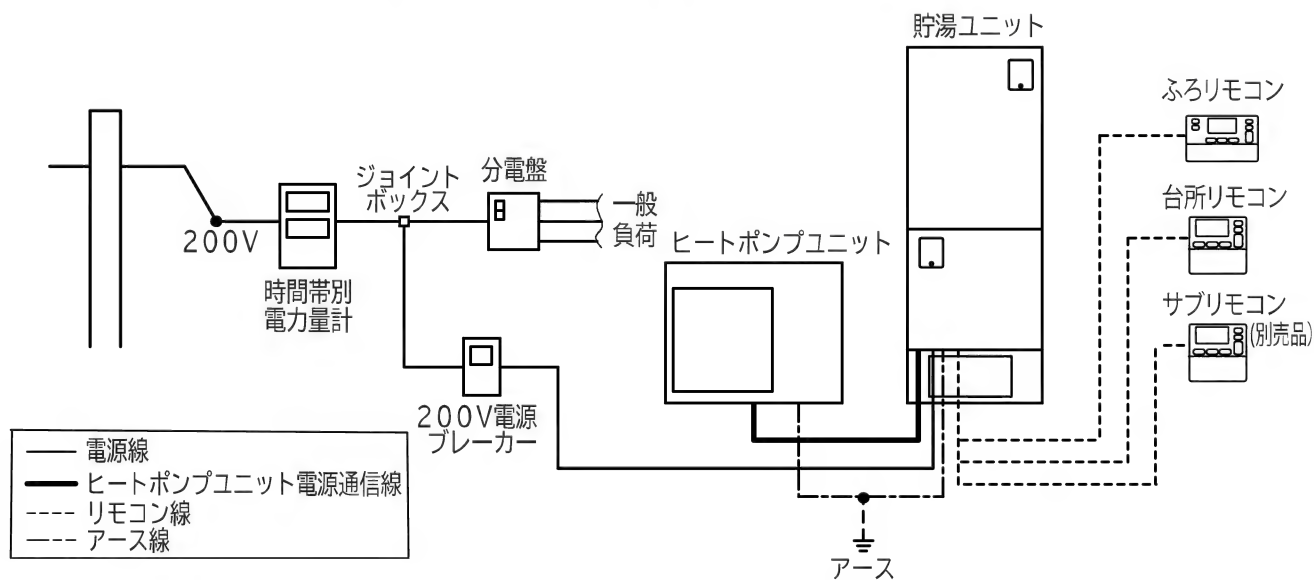 貯湯ユニット
ふろリモコン
ジョイント
ボックス
分電盤
一般
負荷
200V
台所リモコン
ヒートポンプユニット
時間帯別
電力量計
サブリモコン
(別売品)
200V電源
ブレーカー
電源線
ヒートポンプユニット電源通信線
リモコン線
アース線
アース